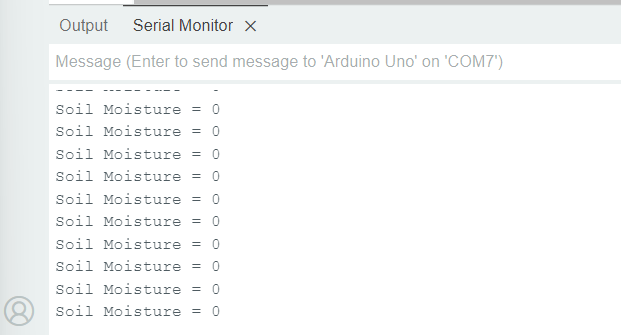 Output Serial Monitor
Message (Enter to send message to 'Arduino Uno' on 'COM7')
Soil Moisture = 0
Soil Moisture = 0
Soil Moisture = 0
Soil Moisture = 0
Soil Moisture = 0
Soil Moisture = 0
Soil Moisture = 0
Soil Moisture = 0
Soil Moisture = 0
Soil Moisture = 0